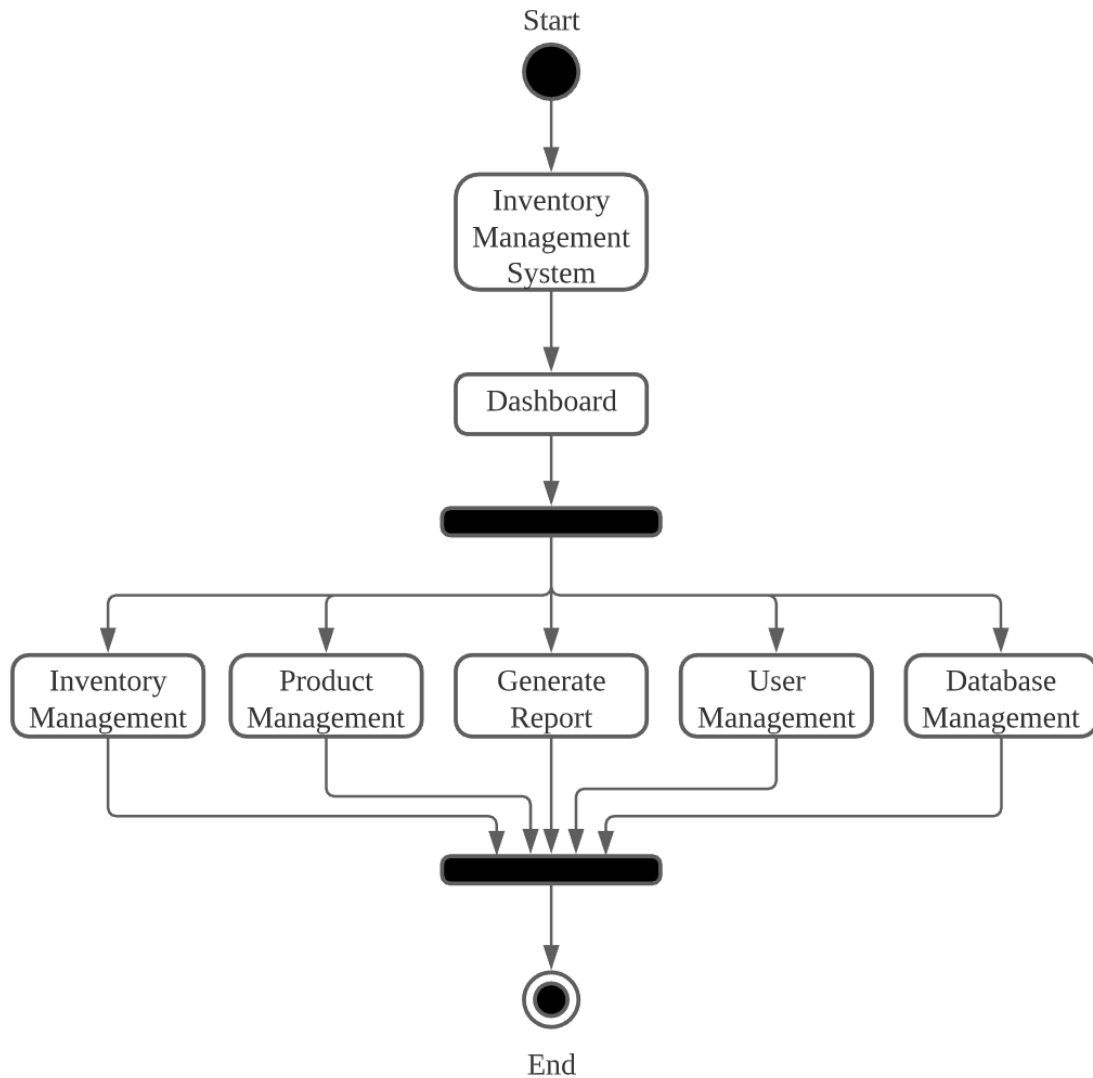 Start
Inventory
Management
System
Dashboard
Inventory
Management
Product
Management
Generate
Report
User
Management
Database
Management
End